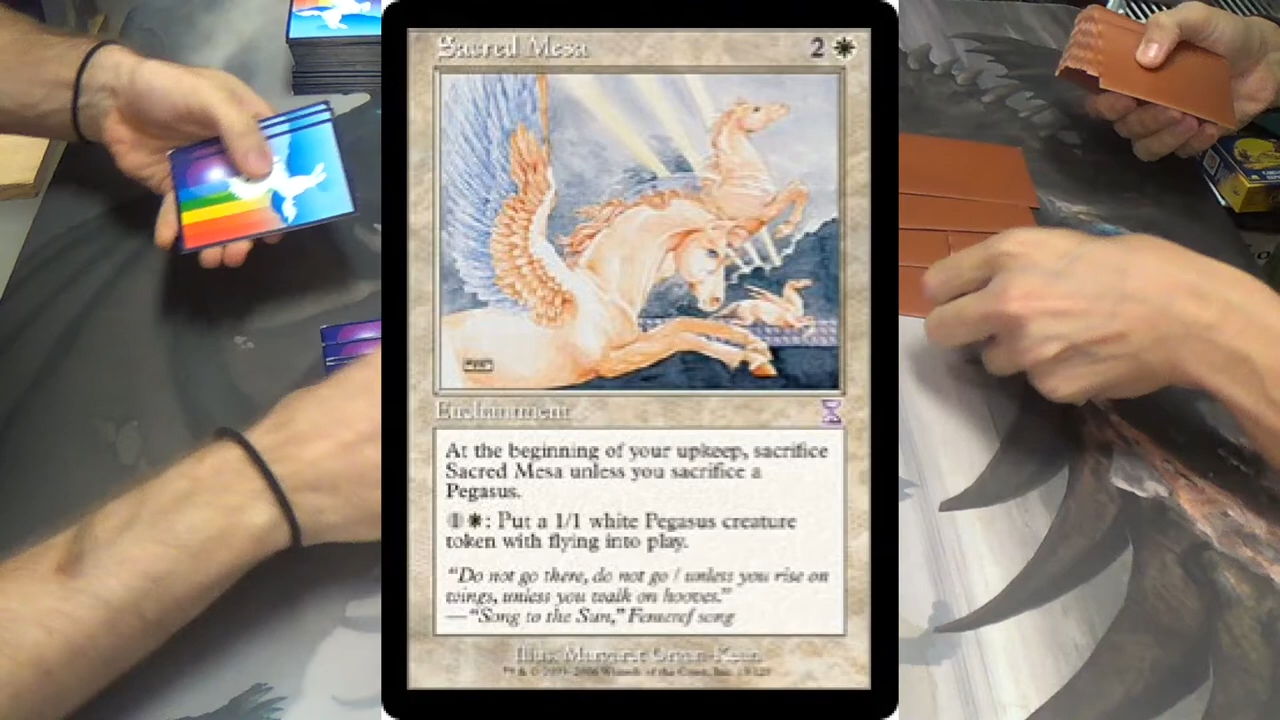 Sacred Mesa 2
Enchantment
At the beginning of your upkeep, sacrifice
Sacred Mesa unless you sacrifice a
Pegasus.
1 : Put a 1/1 white Pegasus creature
token with flying into play.
"Do not go there, do not go / unless you rise on
wings, unless you walk on hooves."
—"Song to the Sun," Femeref song
Illus. Margaret Organ-Kean